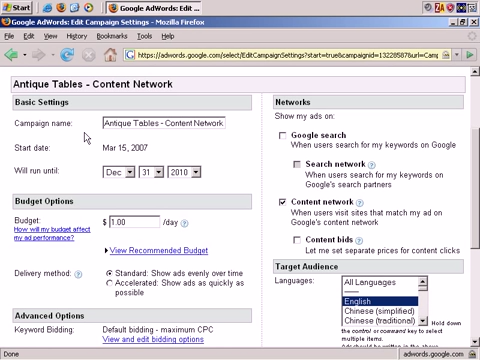 Start
Google AdWords: Edit ...
Google AdWords: Edit Campaign Settings - Mozilla Firefox
File Edit View History Bookmarks Tools Help
https://adwords.google.com/select/EditCampaignSettings?start=true&campaignid=13228587&url=Cam
Antique Tables - Content Network
Basic Settings
Campaign name: Antique Tables - Content Network
Start date: Mar 15, 2007
Will run until: Dec 31 2010
Budget Options
Budget: $ 1.00 /day ?
How will my budget affect
my ad performance?
View Recommended Budget
Delivery method: ? Standard: Show ads evenly over time
Accelerated: Show ads as quickly as
possible
Advanced Options
Keyword Bidding: Default bidding - maximum CPC
View and edit bidding options
Networks
Show my ads on:
Google search
When users search for my keywords on Google
Search network ?
When users search for my keywords on
Google's search partners
Content network ?
When users visit sites that match my ad on
Google's content network
Content bids ?
Let me set separate prices for content clicks
Target Audience
Languages: All Languages
English
Chinese (simplified)
Chinese (traditional)
Hold down
the control or command key to select
multiple items.
Ads should be written in the above
Done
adwords.google.com